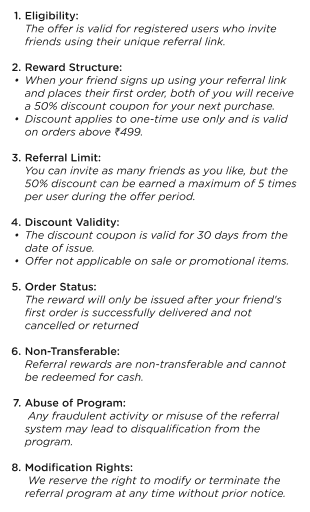 1. Eligibility:
The offer is valid for registered users who invite
friends using their unique referral link.
2. Reward Structure:
• When your friend signs up using your referral link
and places their first order, both of you will receive
a 50% discount coupon for your next purchase.
• Discount applies to one-time use only and is valid
on orders above ₹499.
3. Referral Limit:
You can invite as many friends as you like, but the
50% discount can be earned a maximum of 5 times
per user during the offer period.
4. Discount Validity:
• The discount coupon is valid for 30 days from the
date of issue.
• Offer not applicable on sale or promotional items.
5. Order Status:
The reward will only be issued after your friend's
first order is successfully delivered and not
cancelled or returned
6. Non-Transferable:
Referral rewards are non-transferable and cannot
be redeemed for cash.
7. Abuse of Program:
Any fraudulent activity or misuse of the referral
system may lead to disqualification from the
program.
8. Modification Rights:
We reserve the right to modify or terminate the
referral program at any time without prior notice.